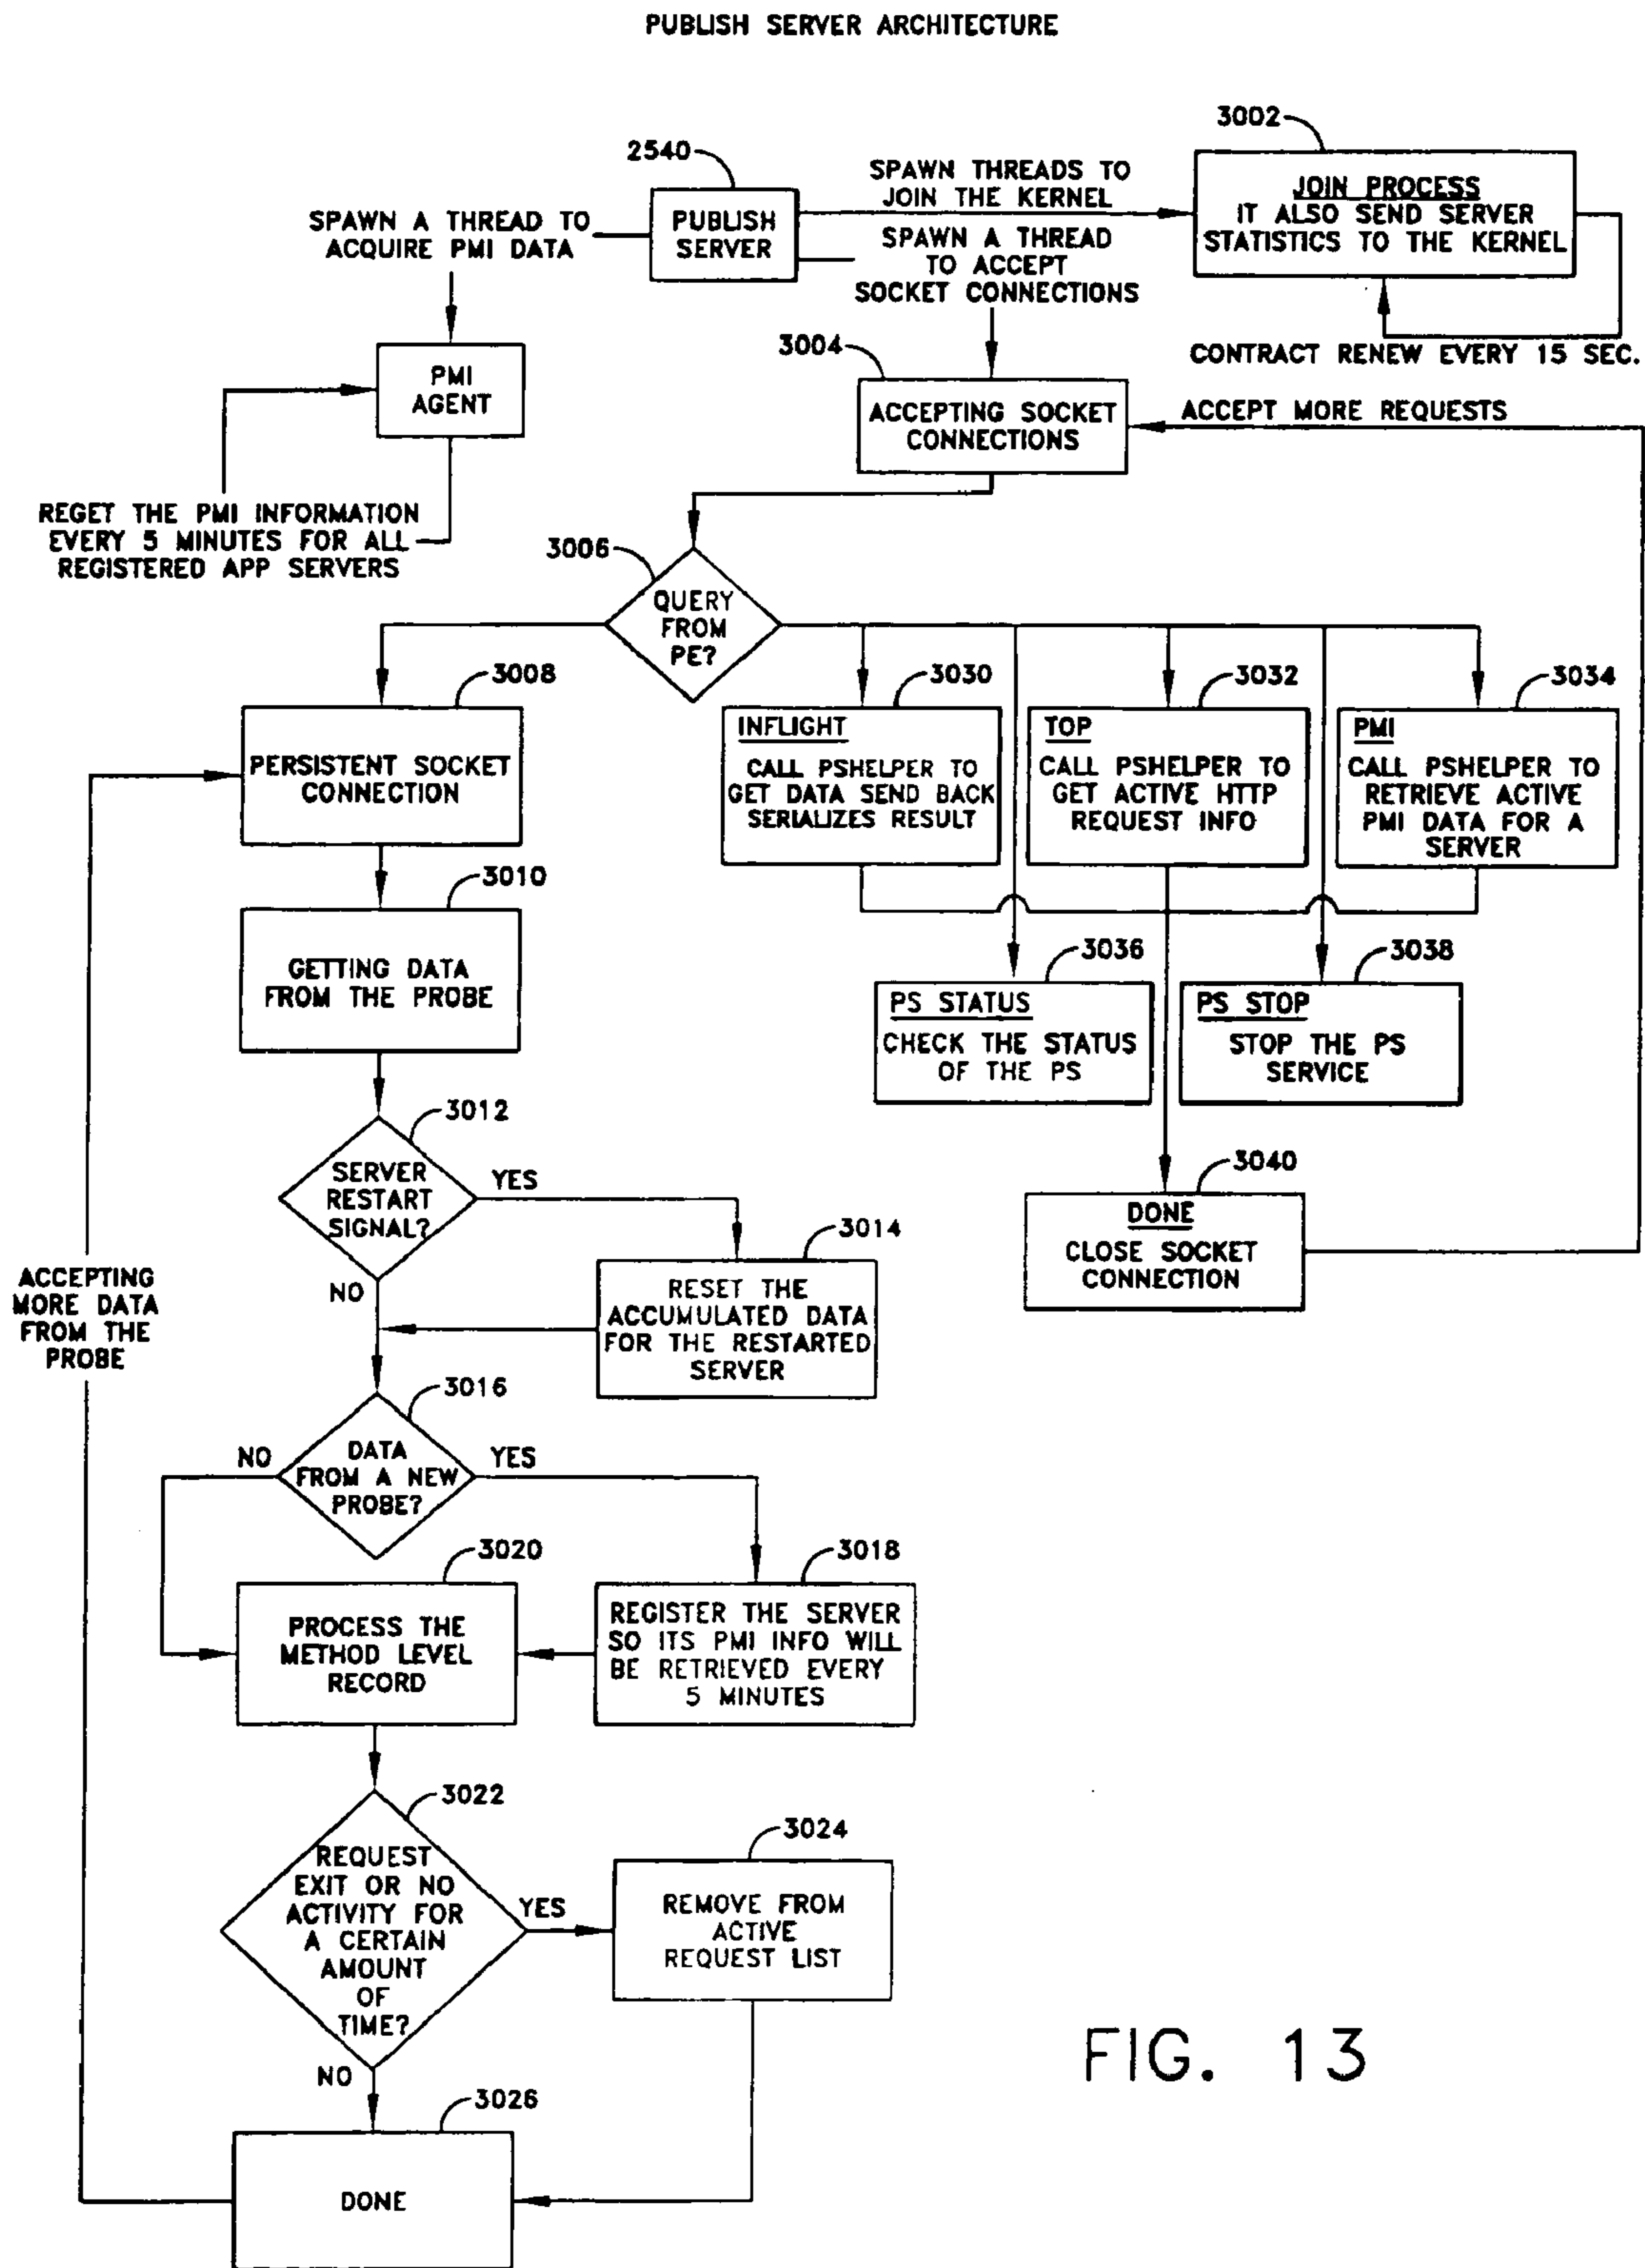 PUBLISH SERVER ARCHITECTURE
3002
2540
SPAWN THREADS TO
JOIN THE KERNEL
JOIN PROCESS
IT ALSO SEND SERVER
STATISTICS TO THE KERNEL
SPAWN A THREAD TO
ACQUIRE PMI DATA
PUBLISH
SERVER
SPAWN A THREAD
TO ACCEPT
SOCKET CONNECTIONS
CONTRACT RENEW EVERY 15 SEC.
3004
PMI
AGENT
ACCEPTING SOCKET
CONNECTIONS
ACCEPT MORE REQUESTS
REGET THE PMI INFORMATION
EVERY 5 MINUTES FOR ALL
REGISTERED APP SERVERS
3006
QUERY
FROM
PE?
3008
PERSISTENT SOCKET
CONNECTION
3030
INFLIGHT
CALL PSHELPER TO
GET DATA SEND BACK
SERIALIZES RESULT
3032
TOP
CALL PSHELPER TO
GET ACTIVE HTTP
REQUEST INFO
3034
PMI
CALL PSHELPER TO
RETRIEVE ACTIVE
PMI DATA FOR A
SERVER
3010
GETTING DATA
FROM THE PROBE
3036
PS STATUS
CHECK THE STATUS
OF THE PS
3038
PS STOP
STOP THE PS
SERVICE
3012
SERVER
RESTART
SIGNAL?
YES
NO
3040
DONE
CLOSE SOCKET
CONNECTION
3014
RESET THE
ACCUMULATED DATA
FOR THE RESTARTED
SERVER
ACCEPTING
MORE DATA
FROM THE
PROBE
3016
DATA
FROM A NEW
PROBE?
NO
YES
3020
PROCESS THE
METHOD LEVEL
RECORD
3018
REGISTER THE SERVER
SO ITS PMI INFO WILL
BE RETRIEVED EVERY
5 MINUTES
3022
REQUEST
EXIT OR NO
ACTIVITY FOR
A CERTAIN
AMOUNT
OF
TIME?
YES
NO
3024
REMOVE FROM
ACTIVE
REQUEST LIST
3026
DONE
FIG. 13